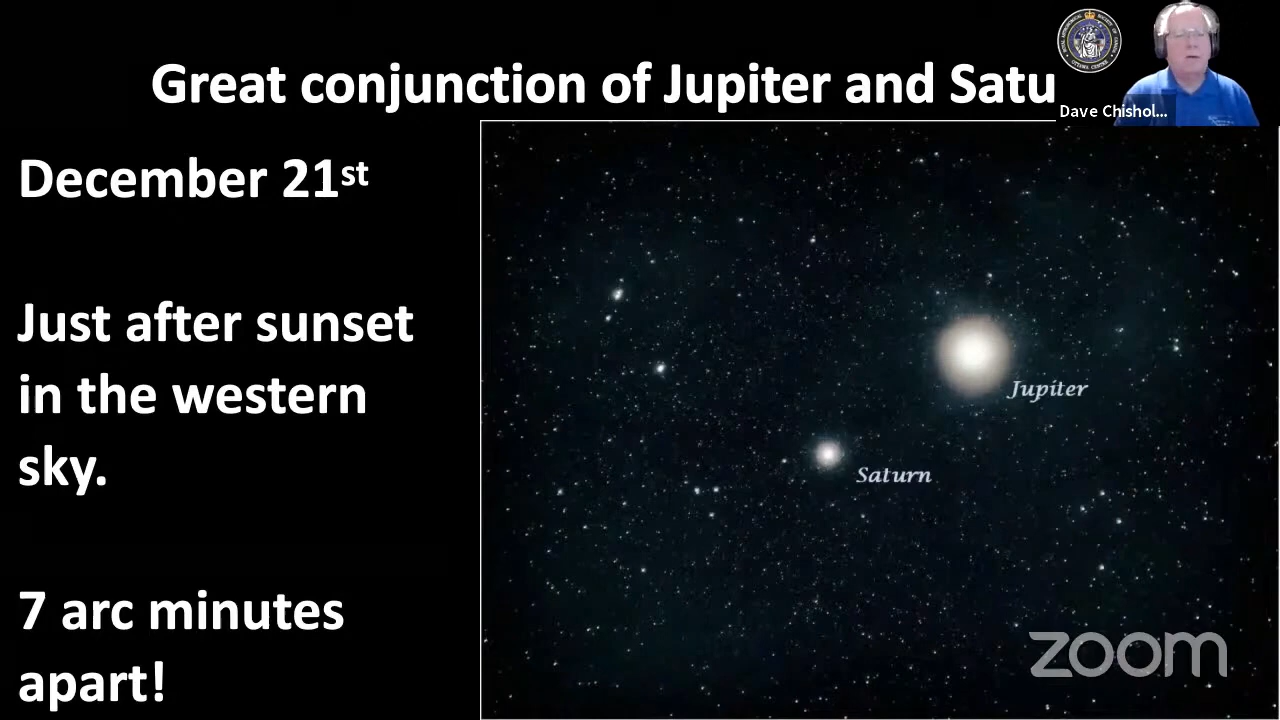 Great conjunction of Jupiter and Satu
Dave Chishol...
December 21st
Just after sunset
in the western
sky.
7 arc minutes
apart!
Jupiter
Saturn
zoom